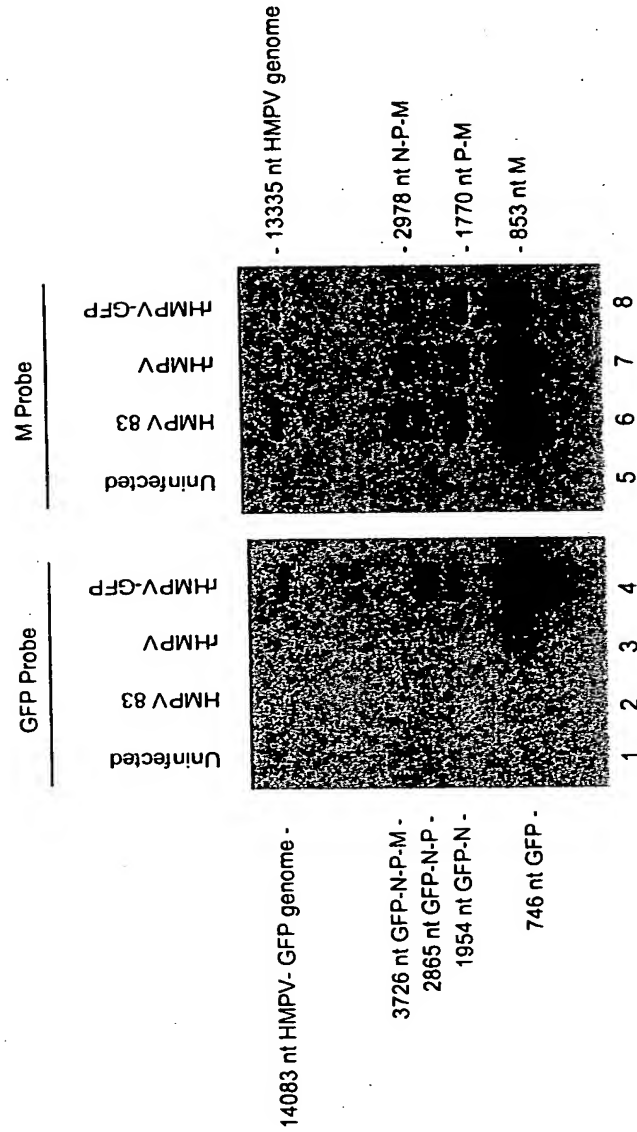 GFP Probe
M Probe
Uninfected
HMPV 83
rHMPV
rHMPV-GFP
Uninfected
HMPV 83
rHMPV
rHMPV-GFP
14083 nt HMPV- GFP genome -
3726 nt GFP-N-P-M -
2865 nt GFP-N-P -
1954 nt GFP-N -
746 nt GFP -
- 13335 nt HMPV genome
- 2978 nt N-P-M
- 1770 nt P-M
- 853 nt M
1 2 3 4
5 6 7 8